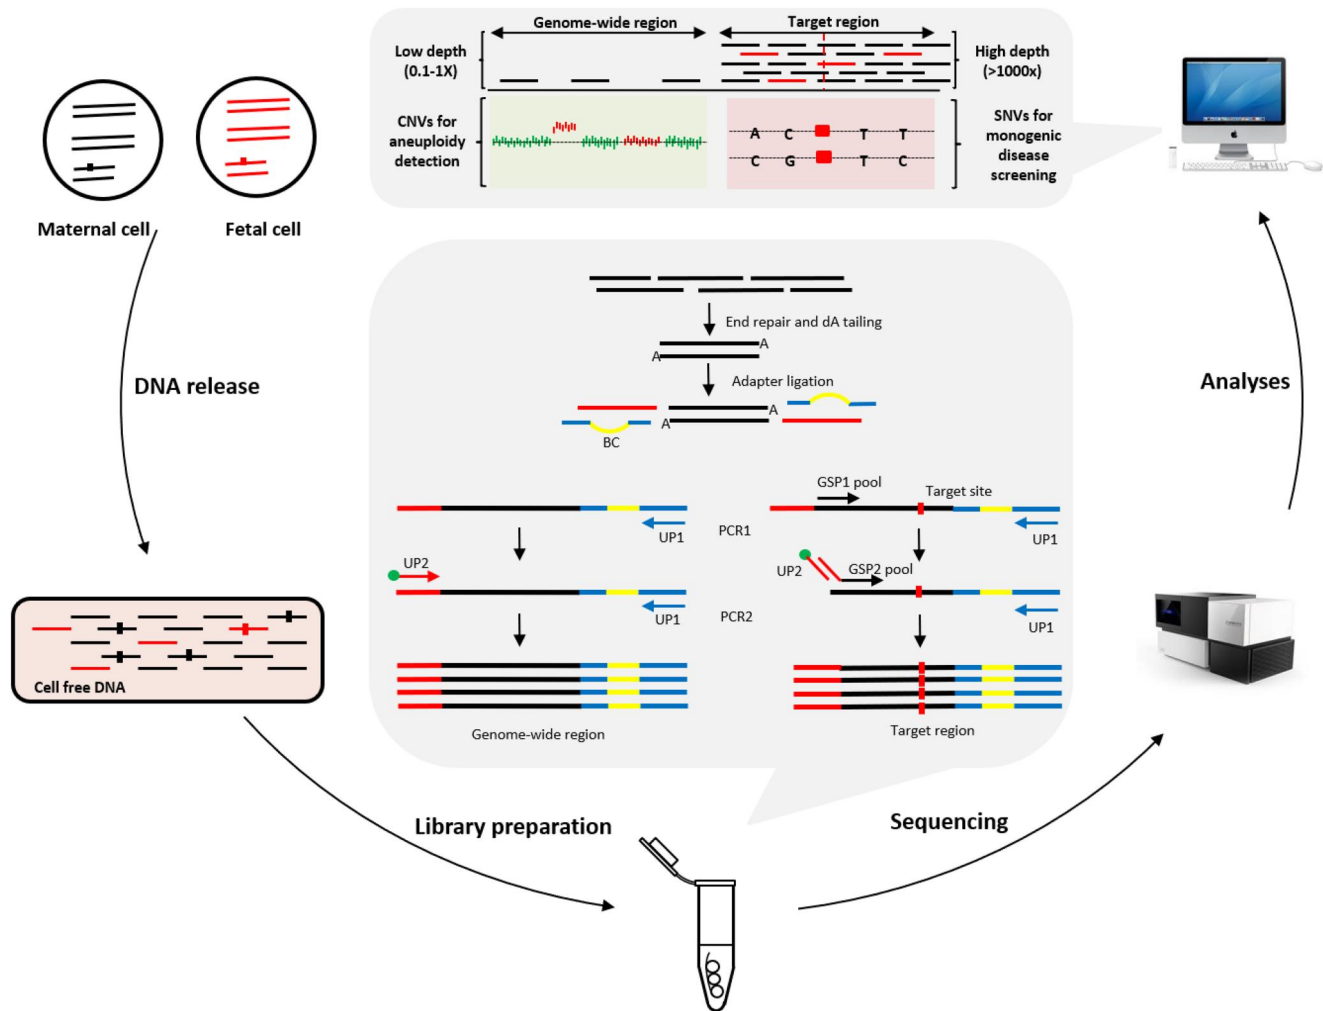 Genome-wide region
Target region
Low depth
(0.1-1X)
High depth
(>1000x)
CNVs for
aneuploidy
detection
A C T T
C G T C
SNVs for
monogenic
disease
screening
Maternal cell
Fetal cell
DNA release
End repair and dA tailing
A
A
Adapter ligation
A
A
BC
Analyses
GSP1 pool
Target site
UP1
PCR1
UP1
UP2
UP2
GSP2 pool
UP1
PCR2
UP1
Cell free DNA
Genome-wide region
Target region
Library preparation
Sequencing